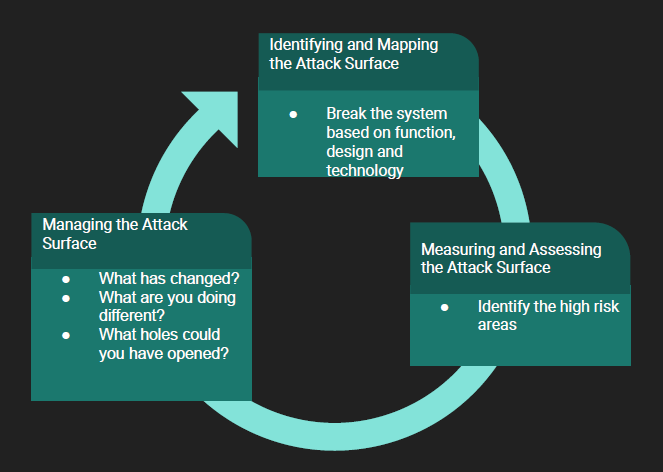 Identifying and Mapping
the Attack Surface
● Break the system
based on function,
design and
technology
Managing the Attack
Surface
● What has changed?
● What are you doing
different?
● What holes could
you have opened?
Measuring and Assessing
the Attack Surface
● Identify the high risk
areas